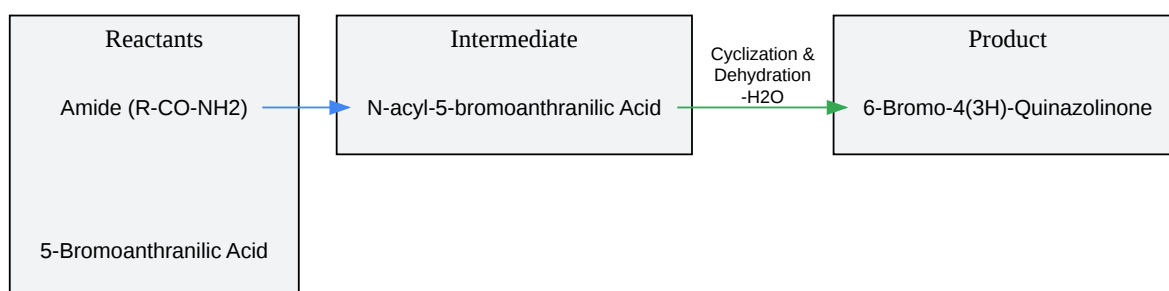 Reactants
Intermediate
Product
Amide (R-CO-NH2)
N-acyl-5-bromoanthranilic Acid
Cyclization &
Dehydration
-H2O
6-Bromo-4(3H)-Quinazolinone
5-Bromoanthranilic Acid